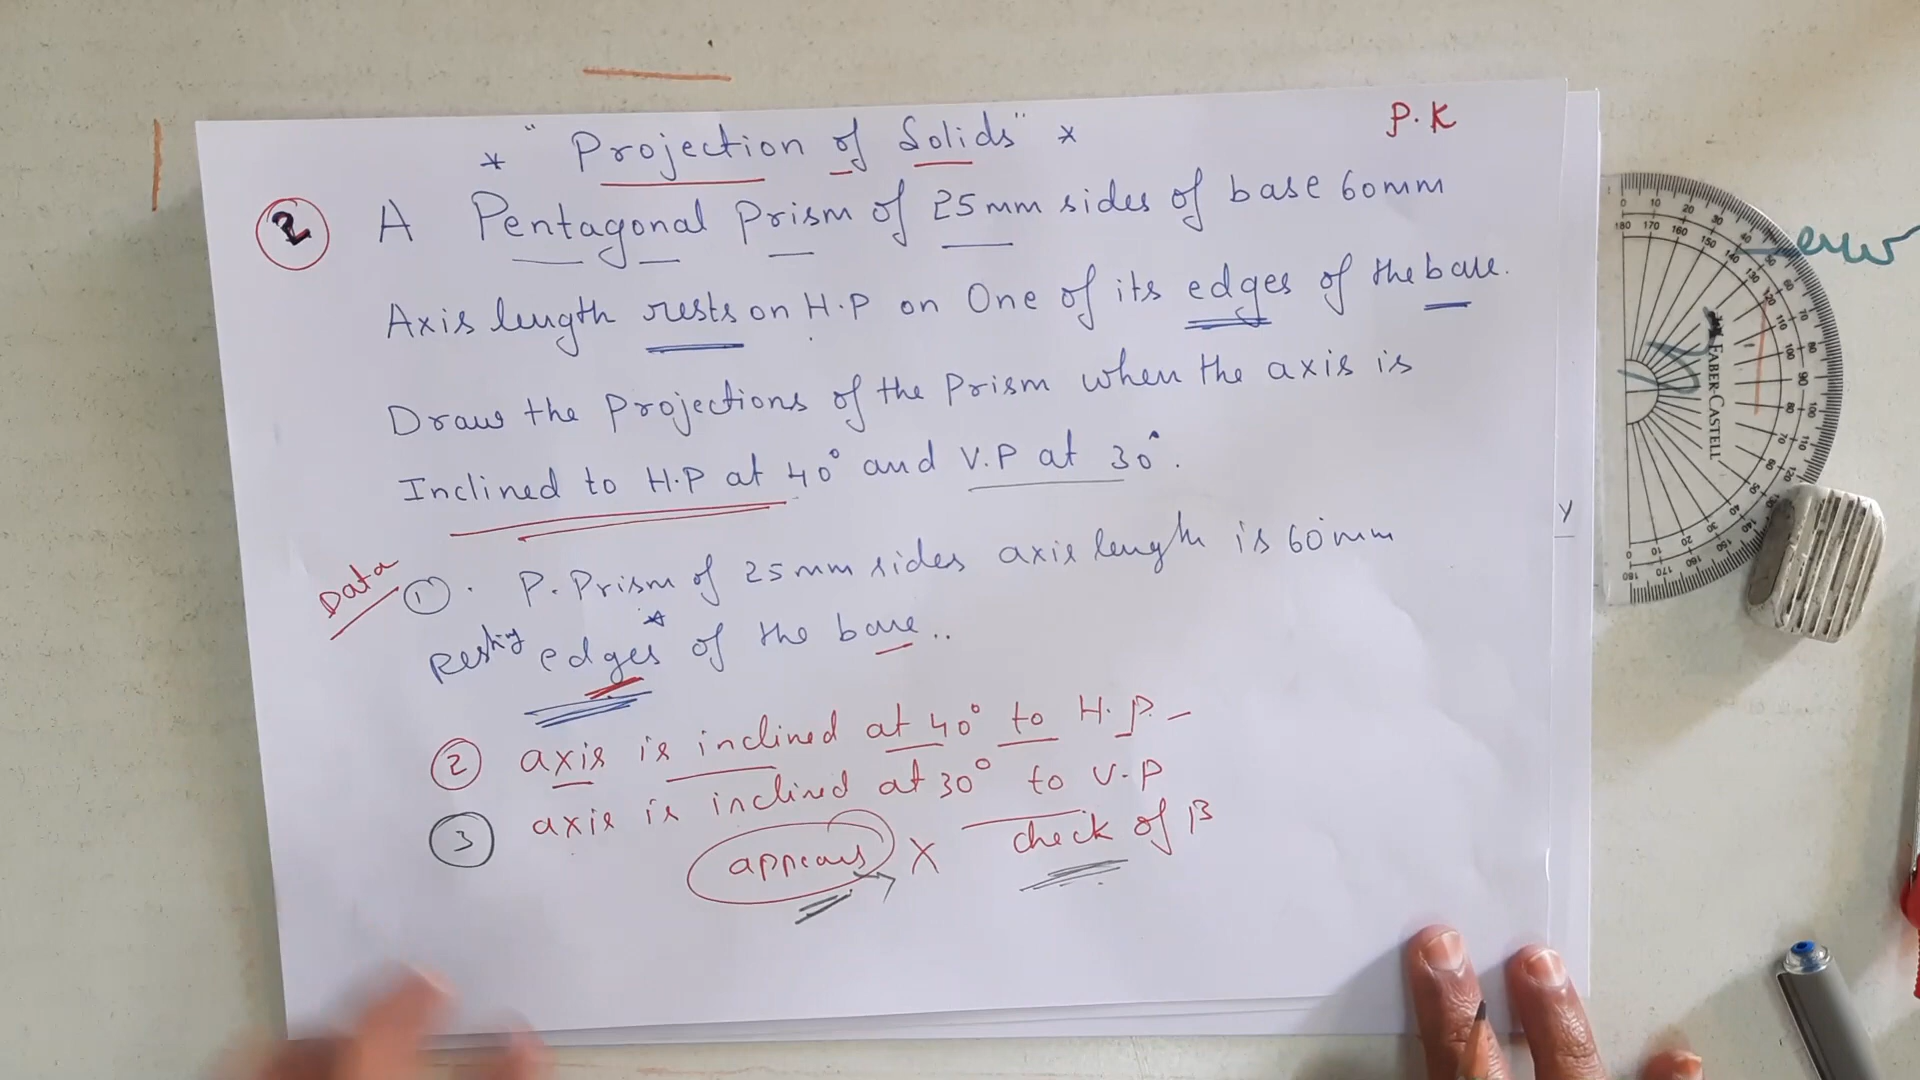 * "Projection of Solids" *
P.K
2 A Pentagonal Prism of 25mm sides of base 60mm
Axis length rests on H.P on One of its edges of the base.
Draw the Projections of the Prism when the axis is
Inclined to H.P at 40° and V.P at 30°.
Data
① . P. Prism of 25mm sides axis length is 60mm
Resting edges* of the base..
② axis is inclined at 40° to H.P. -
③ axis is inclined at 30° to V.P
appears X check of β
Y
FABER-CASTELL